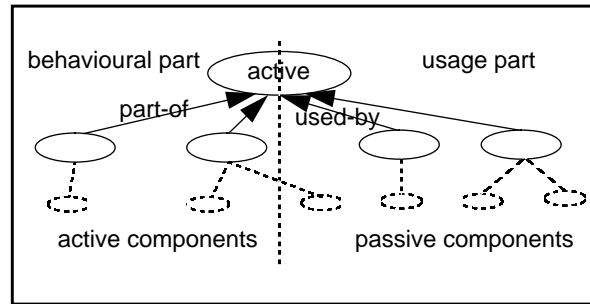 behavioural part
active
usage part
part-of
used-by
active components
passive components